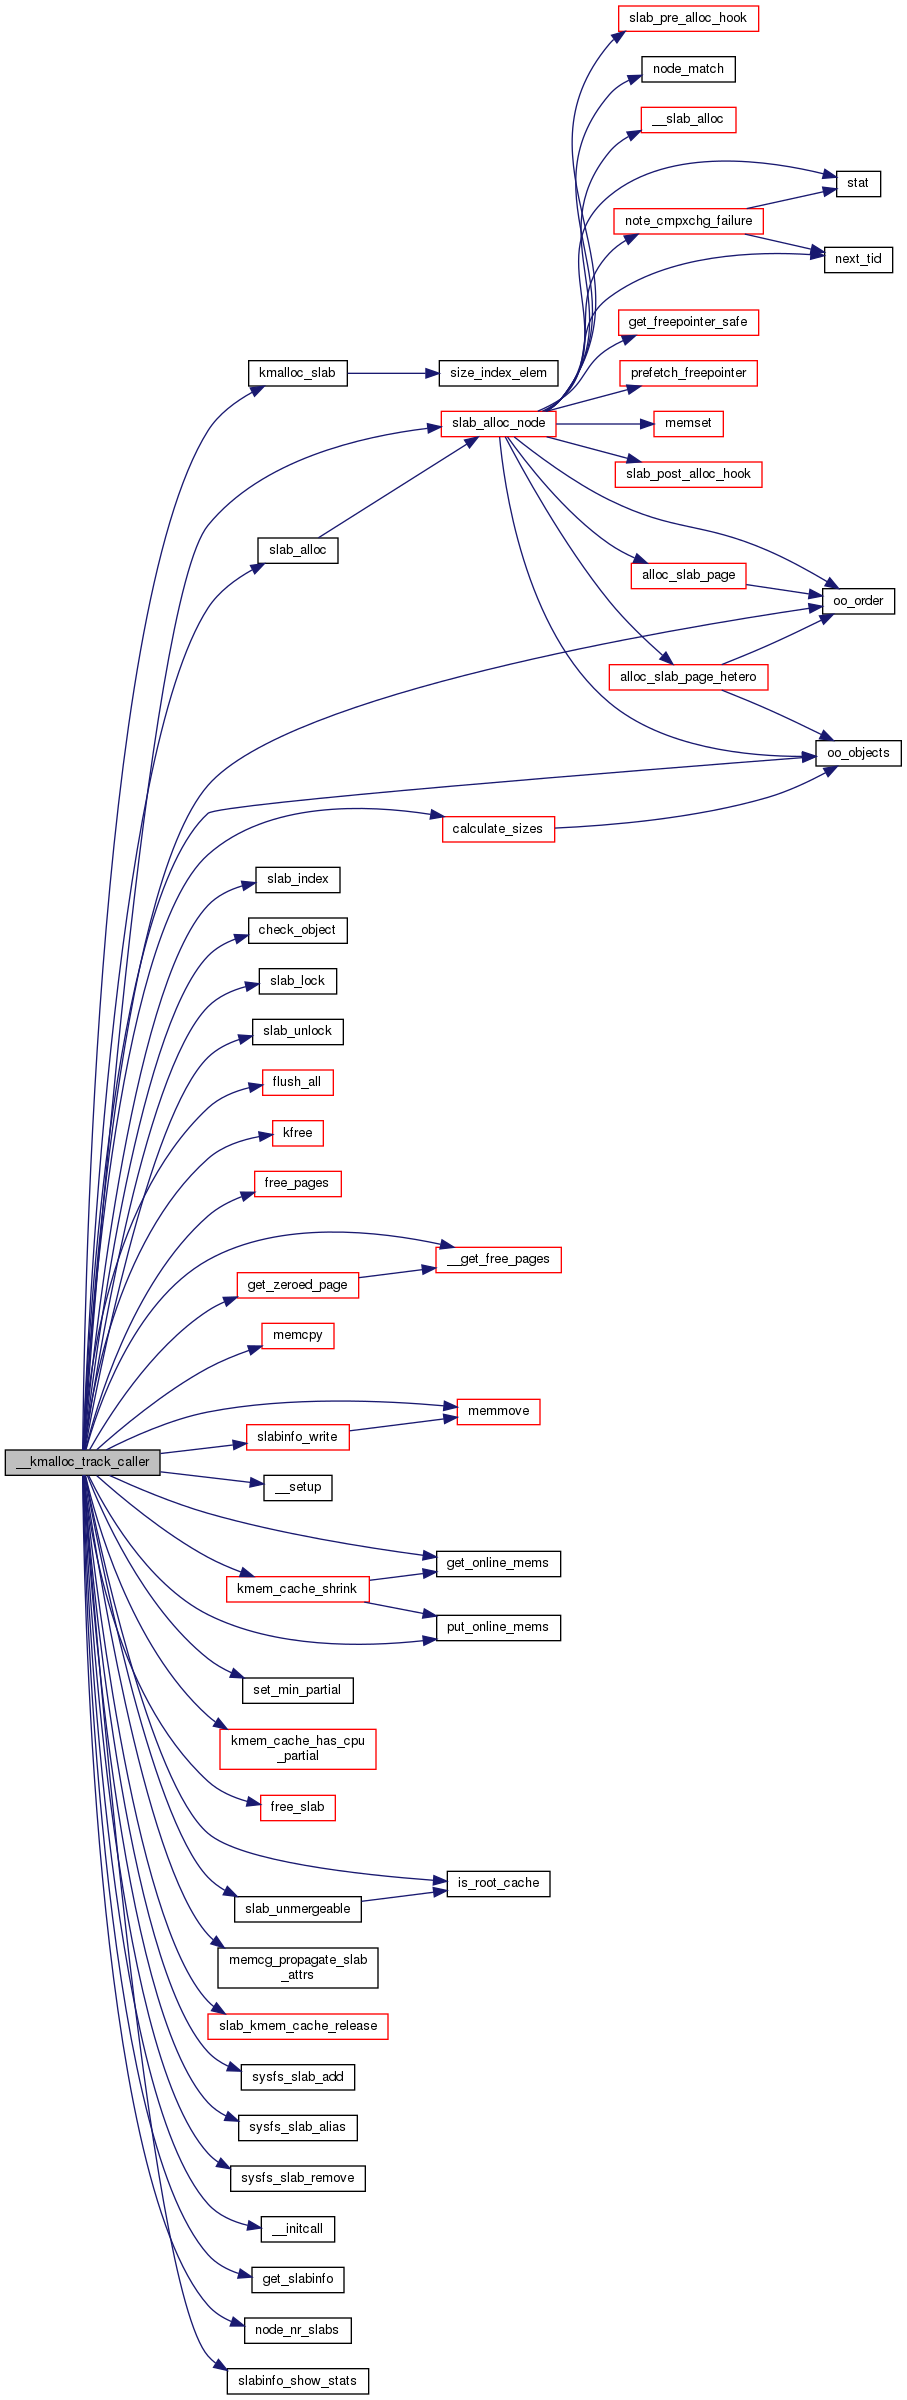 slab_pre_alloc_hook
node_match
__slab_alloc
stat
note_cmpxchg_failure
next_tid
get_freepointer_safe
kmalloc_slab
size_index_elem
prefetch_freepointer
slab_alloc_node
memset
slab_post_alloc_hook
slab_alloc
alloc_slab_page
oo_order
alloc_slab_page_hetero
oo_objects
calculate_sizes
slab_index
check_object
slab_lock
slab_unlock
flush_all
kfree
free_pages
__get_free_pages
get_zeroed_page
memcpy
memmove
slabinfo_write
__kmalloc_track_caller
__setup
get_online_mems
kmem_cache_shrink
put_online_mems
set_min_partial
kmem_cache_has_cpu
_partial
free_slab
is_root_cache
slab_unmergeable
memcg_propagate_slab
_attrs
slab_kmem_cache_release
sysfs_slab_add
sysfs_slab_alias
sysfs_slab_remove
__initcall
get_slabinfo
node_nr_slabs
slabinfo_show_stats